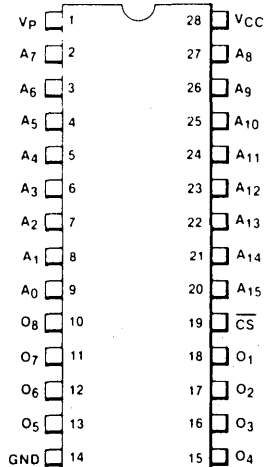 VP 1 28 VCC
A7 2 27 A8
A6 3 26 A9
A5 4 25 A10
A4 5 24 A11
A3 6 23 A12
A2 7 22 A13
A1 8 21 A14
A0 9 20 A15
O8 10 19 C̅S̅
O7 11 18 O1
O6 12 17 O2
O5 13 16 O3
GND 14 15 O4